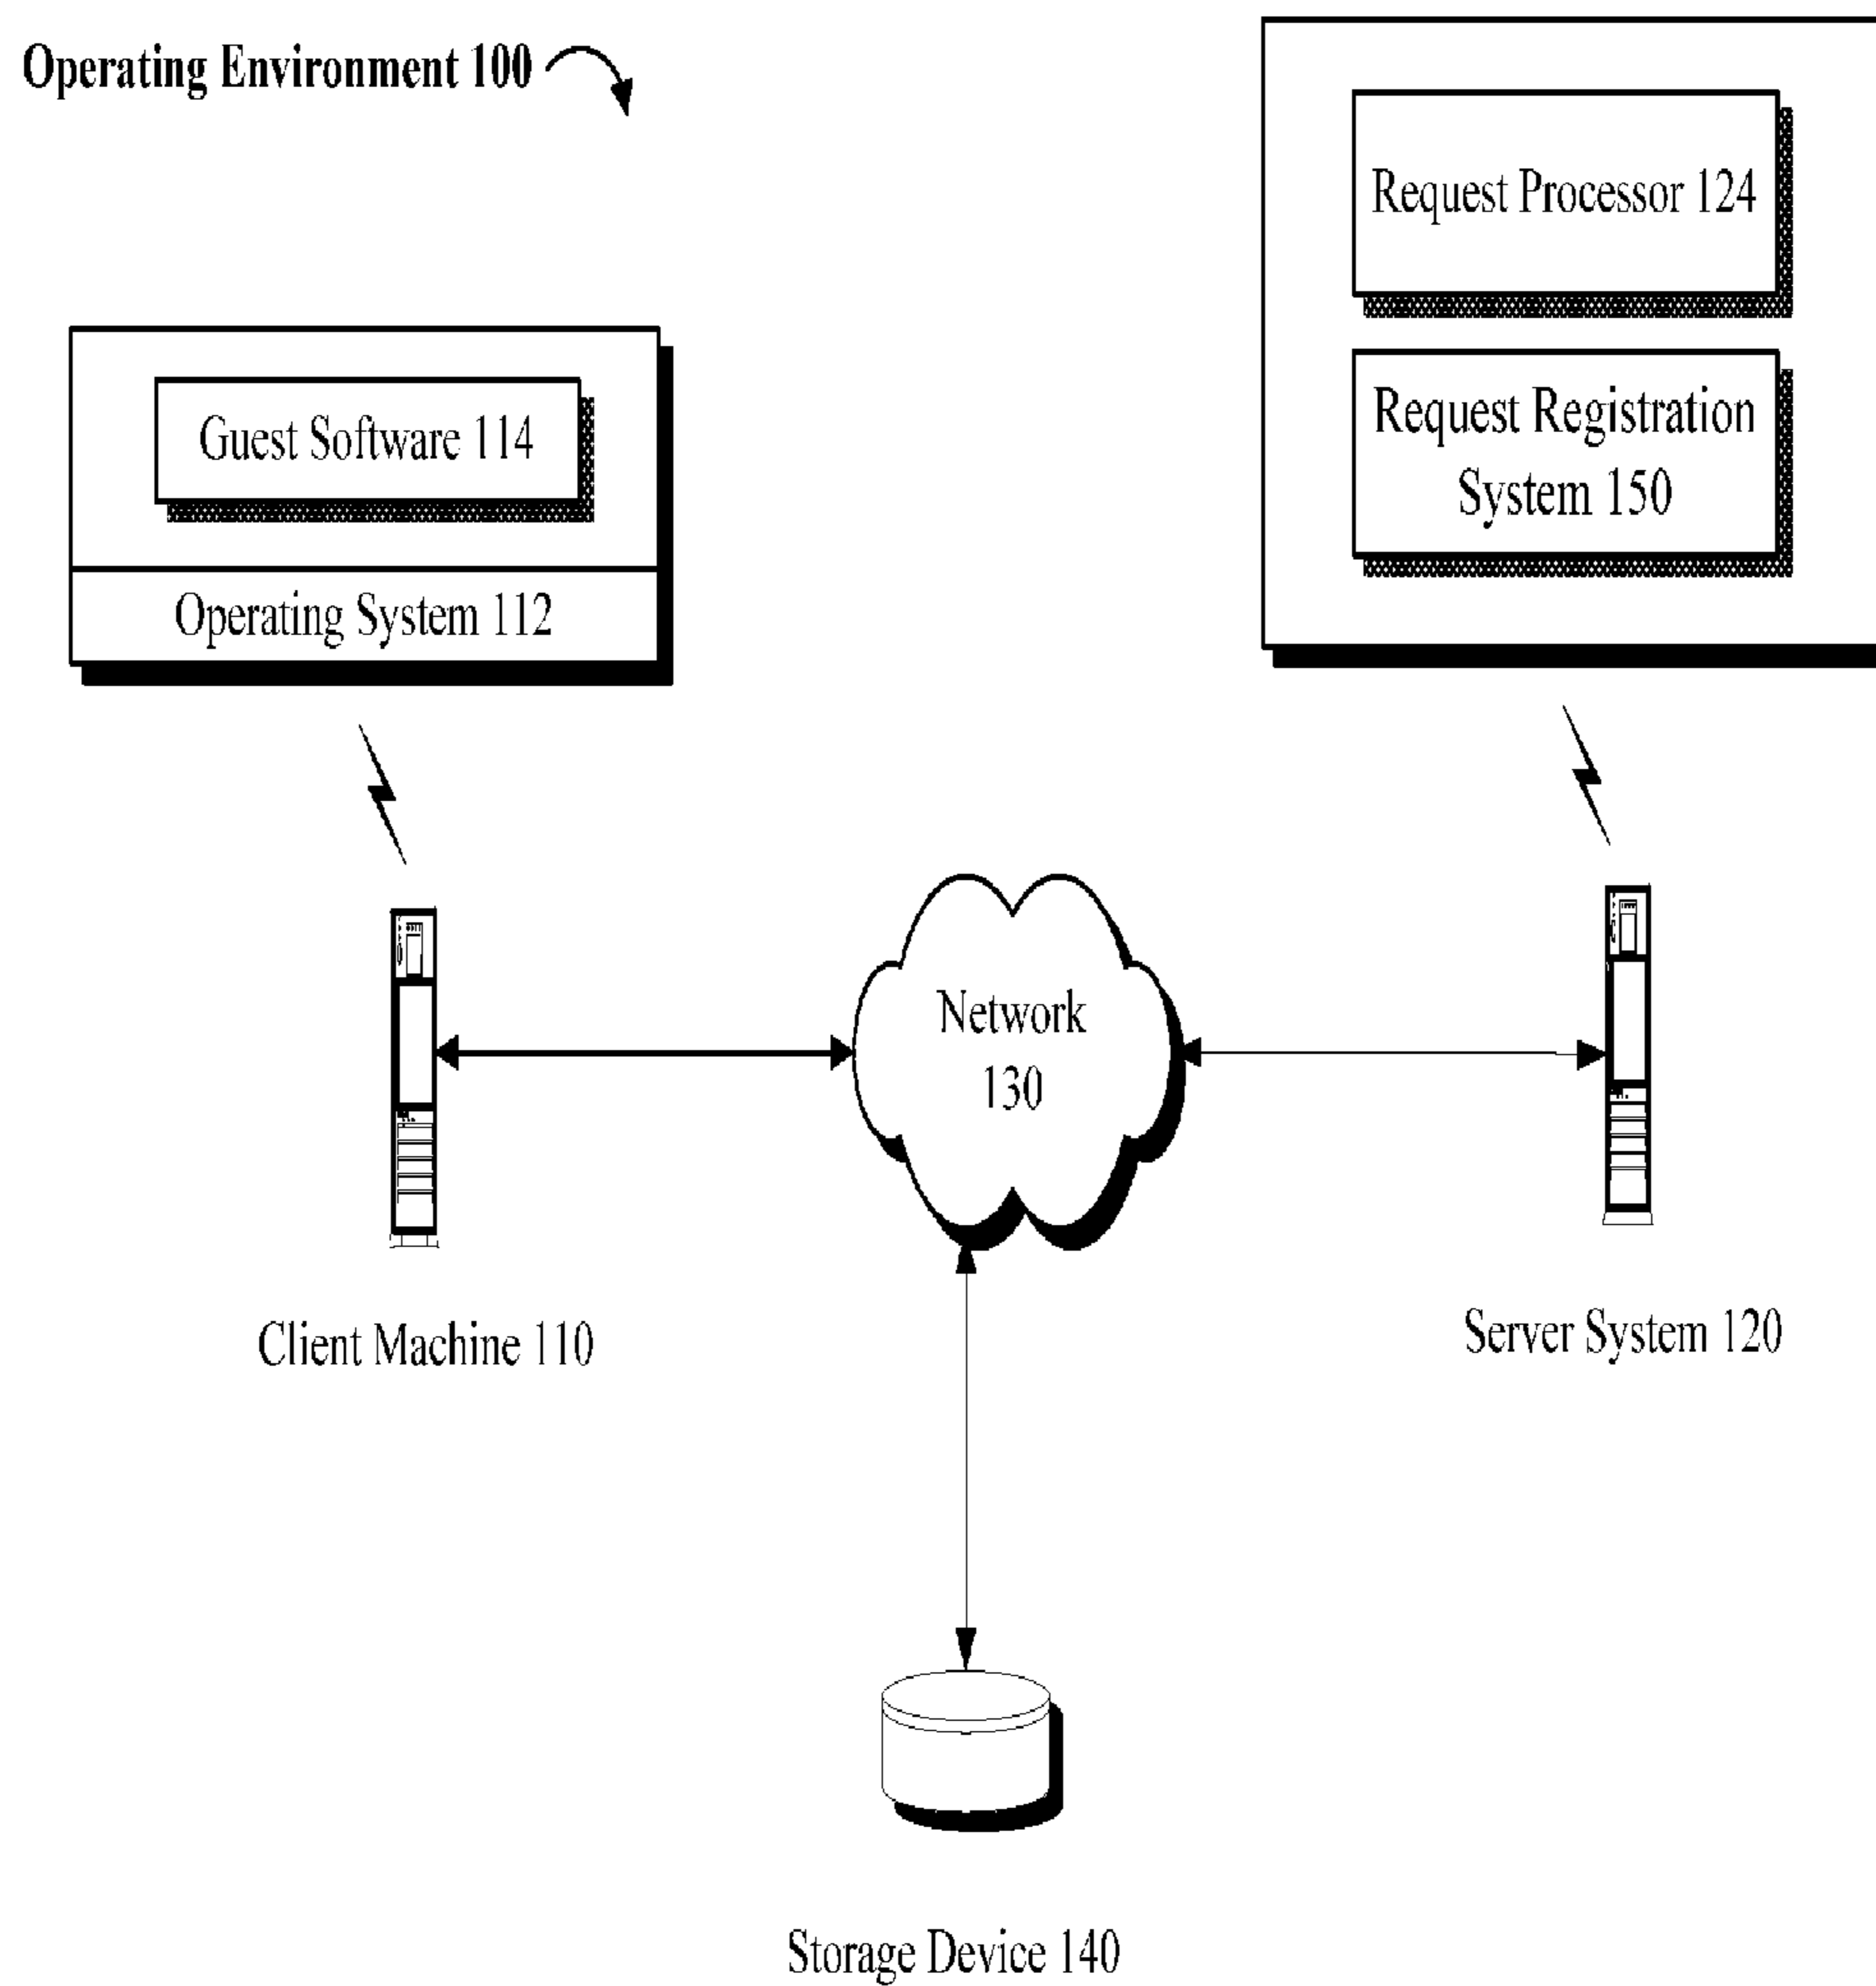 Operating Environment 100
Request Processor 124
Request Registration
System 150
Guest Software 114
Operating System 112
Network
130
Client Machine 110
Server System 120
Storage Device 140